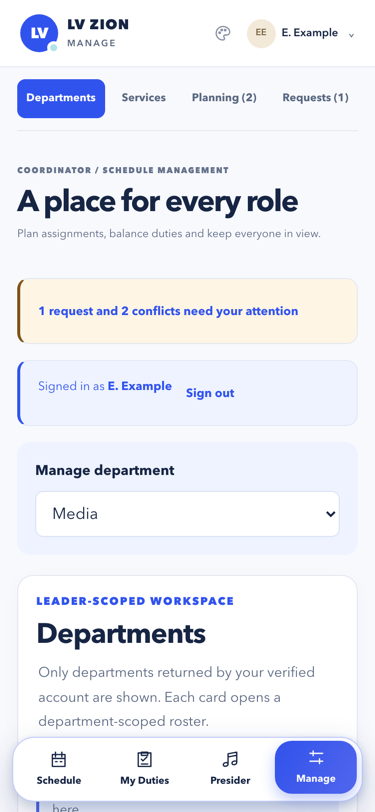 LV
LV ZION
MANAGE
EE
E. Example
Departments
Services
Planning (2)
Requests (1)
COORDINATOR / SCHEDULE MANAGEMENT
A place for every role
Plan assignments, balance duties and keep everyone in view.
1 request and 2 conflicts need your attention
Signed in as E. Example
Sign out
Manage department
Media
LEADER-SCOPED WORKSPACE
Departments
Only departments returned by your verified
account are shown. Each card opens a
department-scoped roster.
Schedule
My Duties
Presider
Manage
here